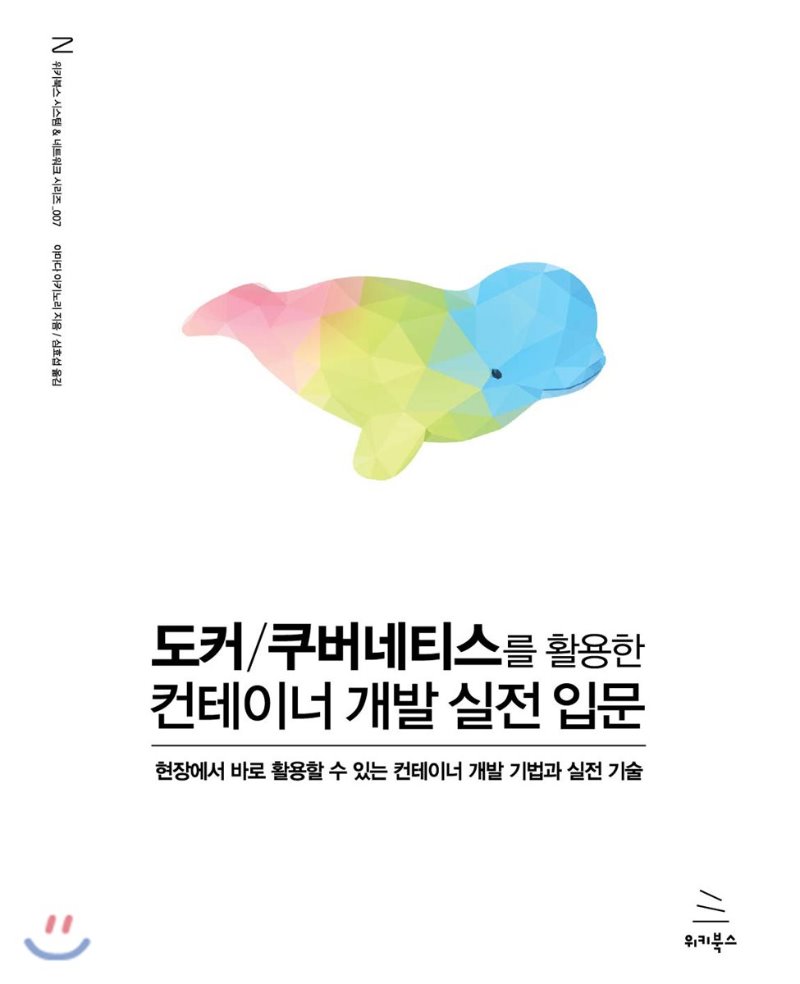 위키북스 시스템 & 네트워크 시리즈_007 야미다 아키노리 지음 / 심효섭 옮김
도커/쿠버네티스를 활용한
컨테이너 개발 실전 입문
현장에서 바로 활용할 수 있는 컨테이너 개발 기법과 실전 기술
위키북스